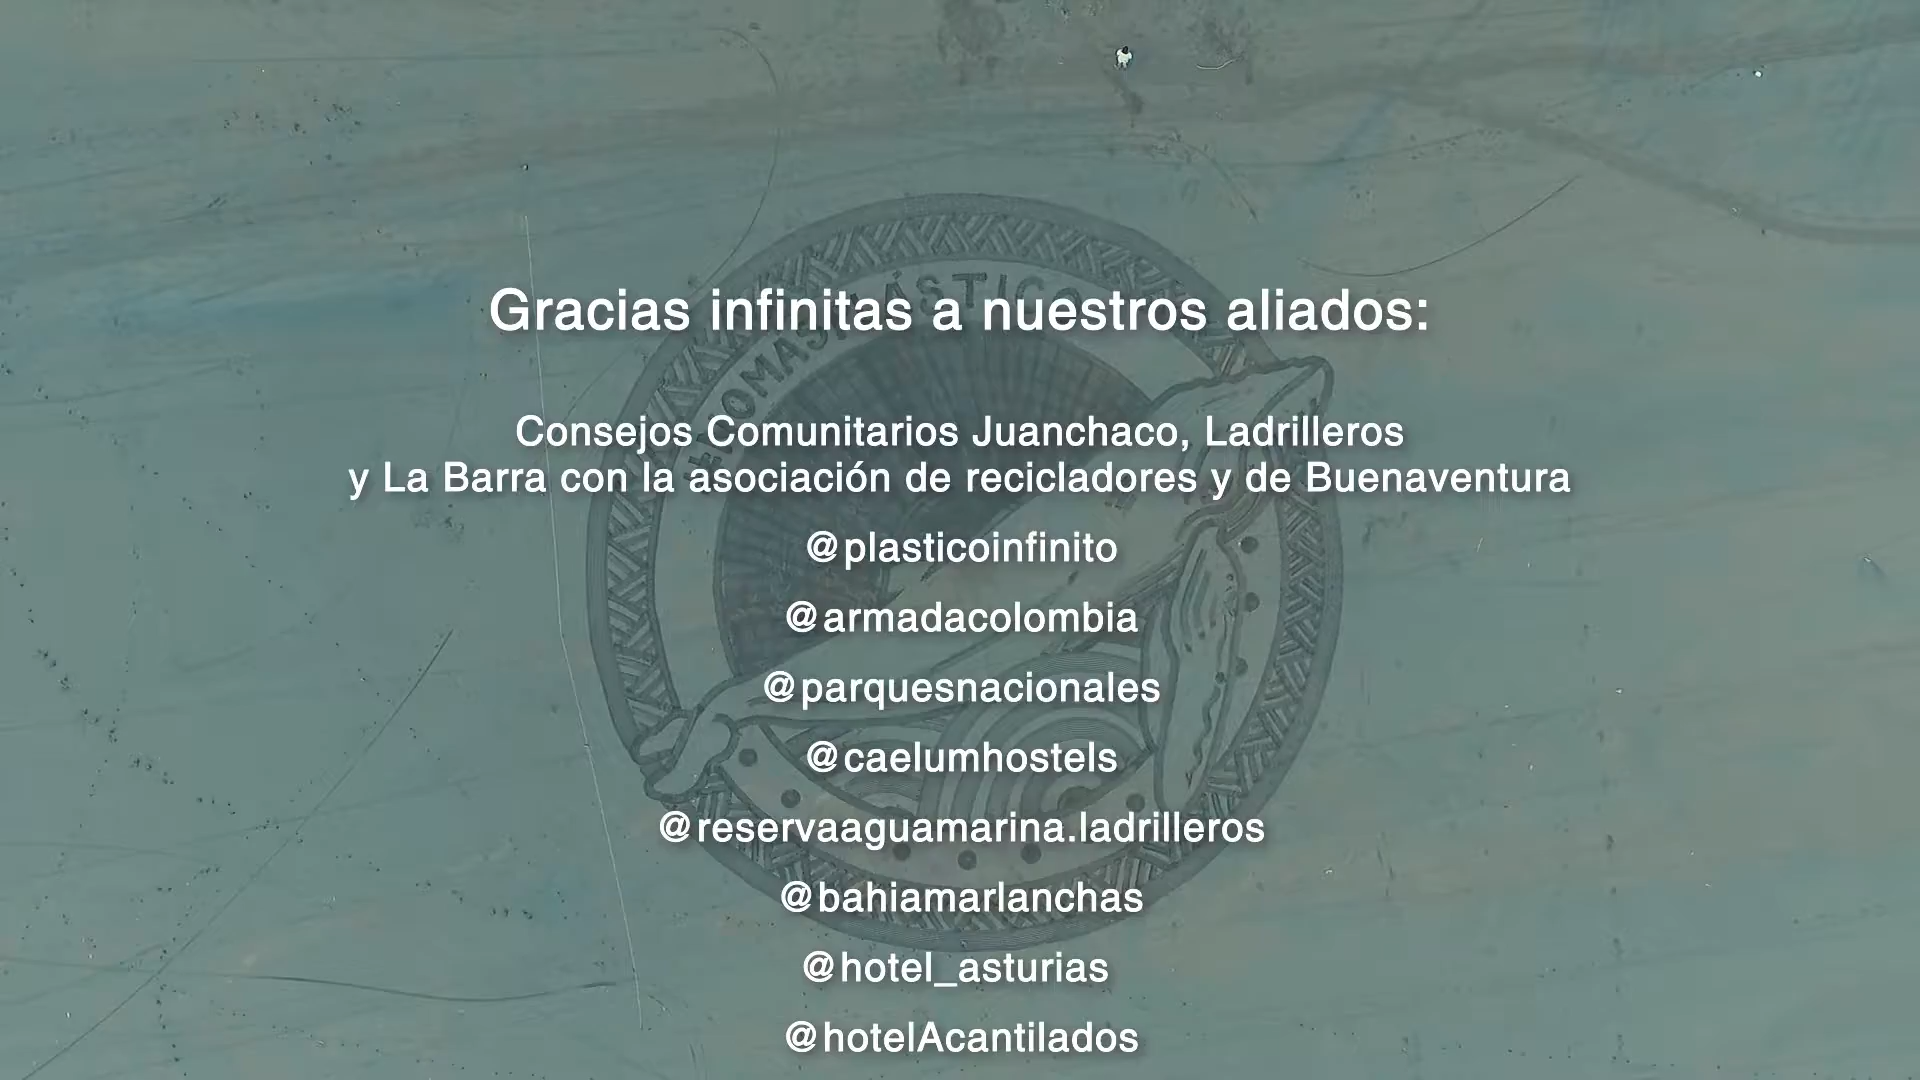 Gracias infinitas a nuestros aliados:
Consejos Comunitarios Juanchaco, Ladrilleros
y La Barra con la asociación de recicladores y de Buenaventura
@plasticoinfinito
@armadacolombia
@parquesnacionales
@caelumhostels
@reservaaguamarina.ladrilleros
@bahiamarlanchas
@hotel_asturias
@hotelAcantilados